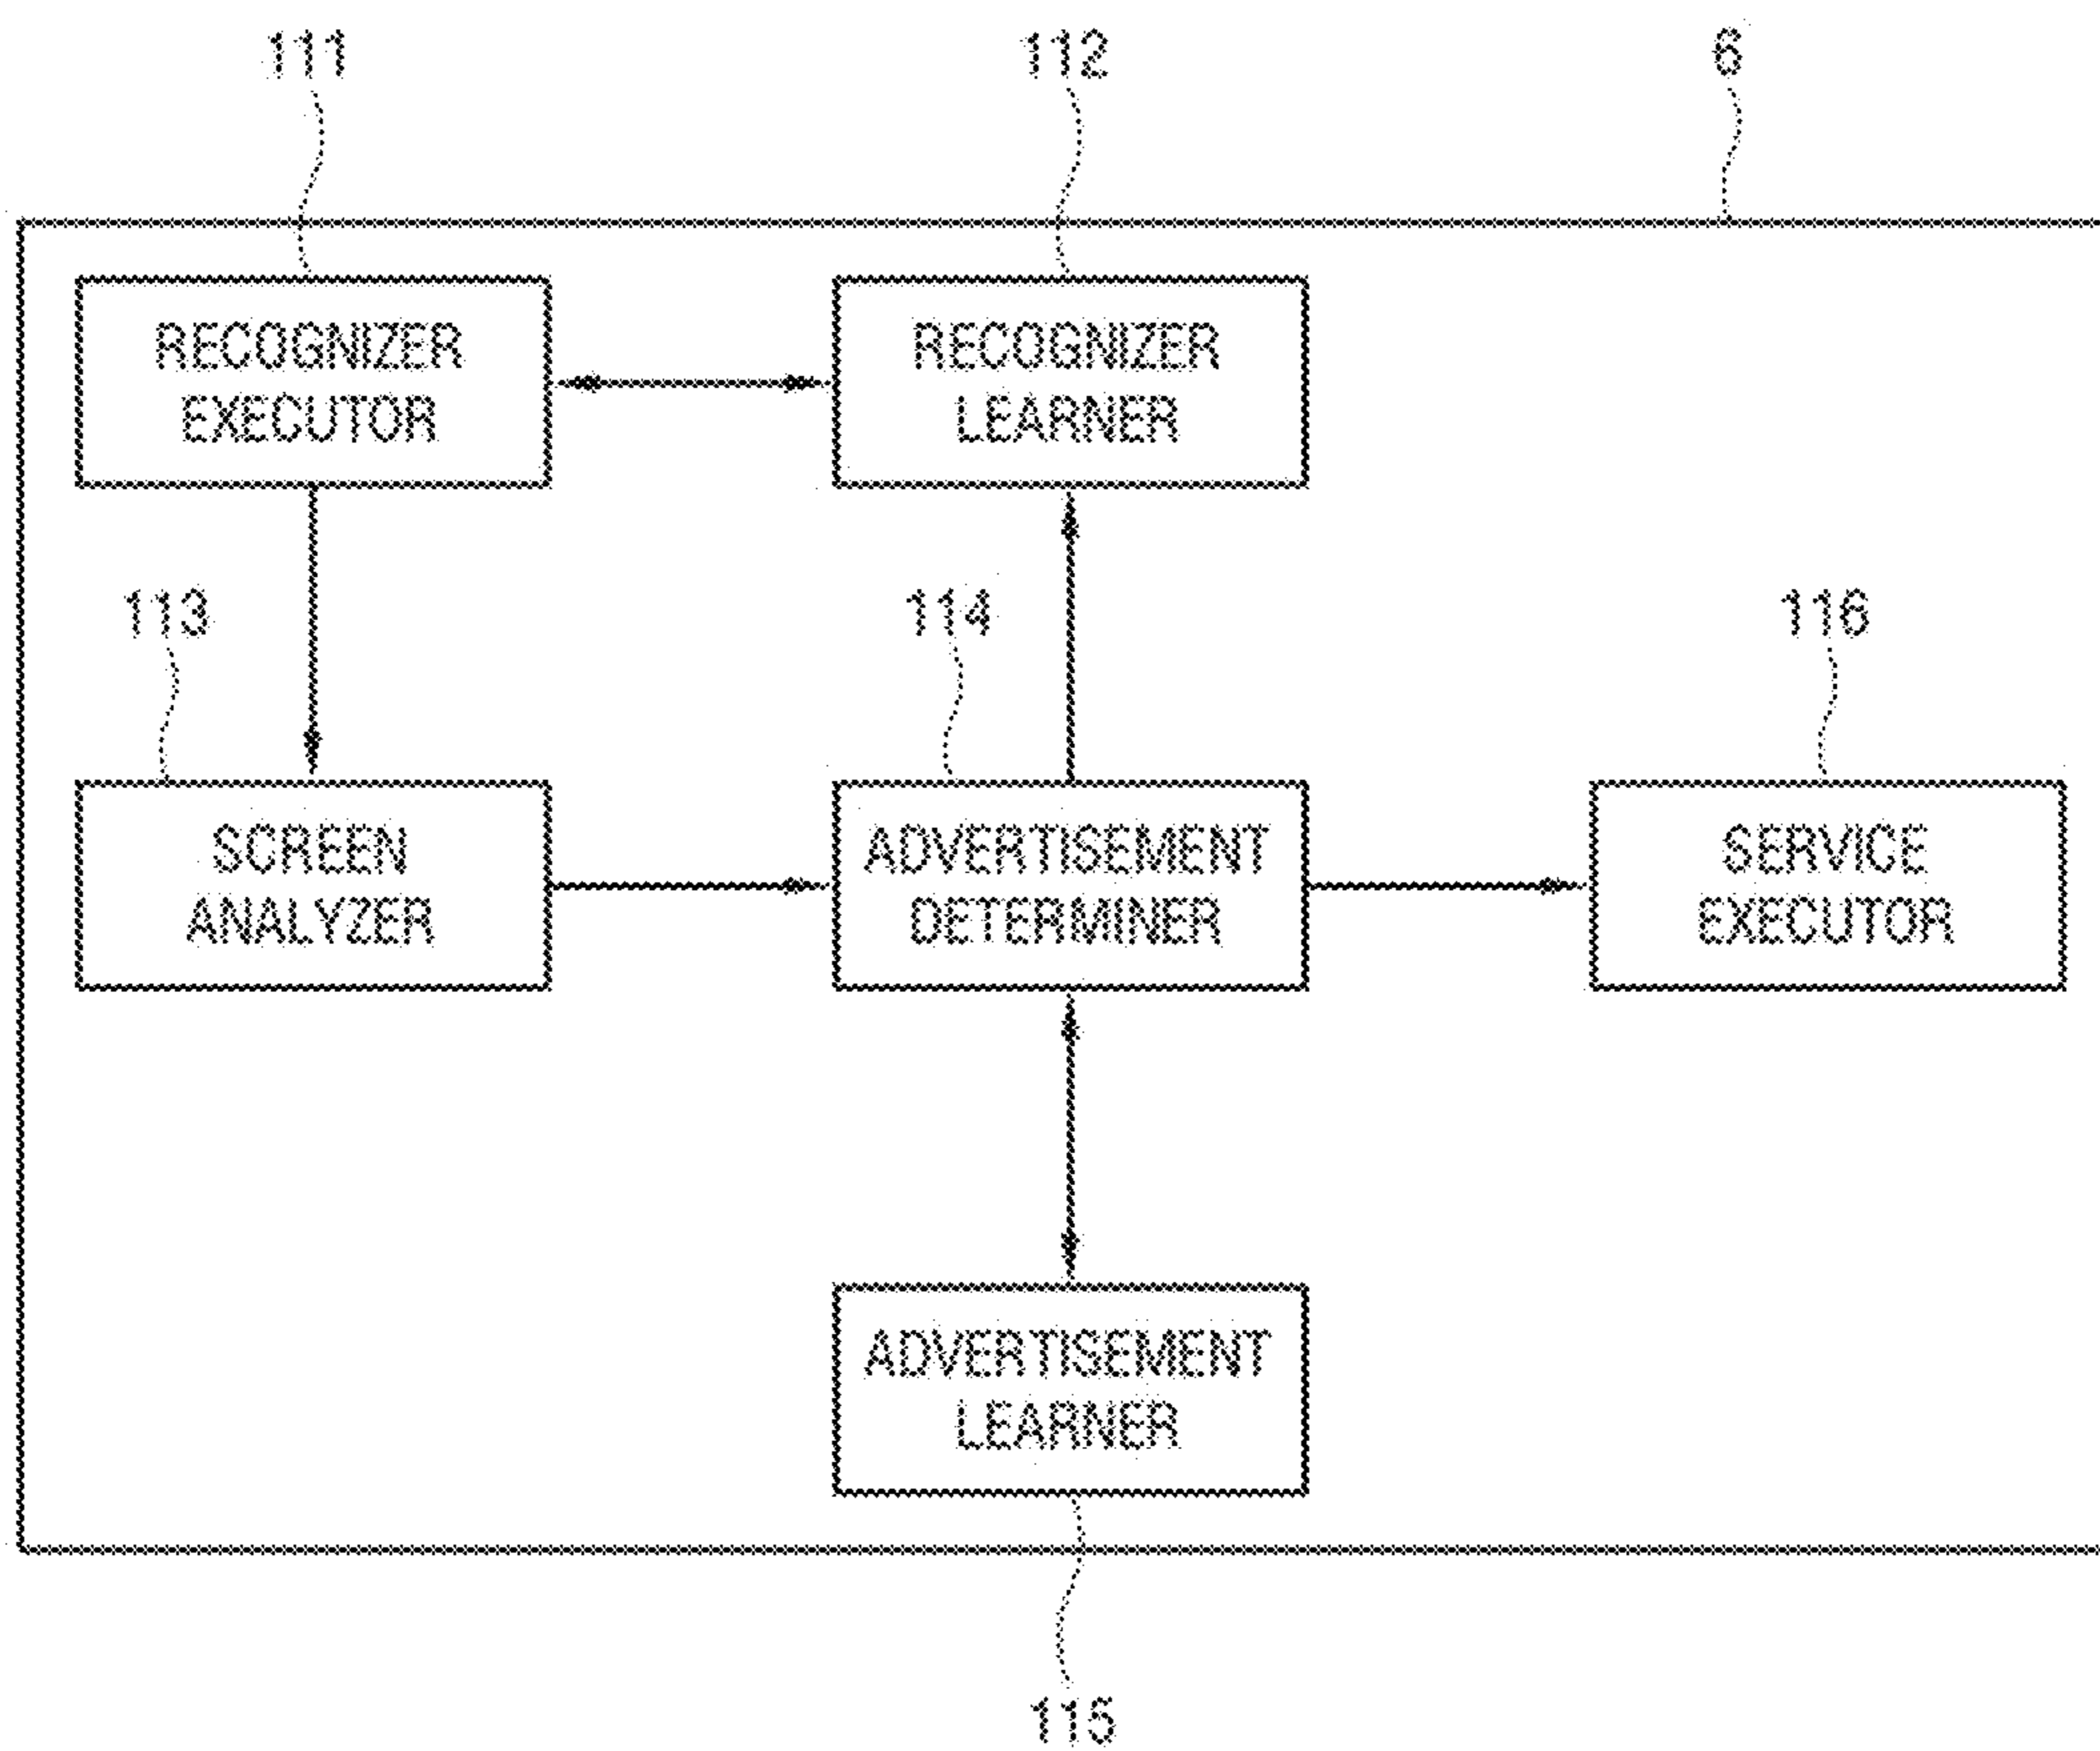 111
112
6
RECOGNIZER
EXECUTOR
RECOGNIZER
LEARNER
113
114
116
SCREEN
ANALYZER
ADVERTISEMENT
DETERMINER
SERVICE
EXECUTOR
ADVERTISEMENT
LEARNER
115